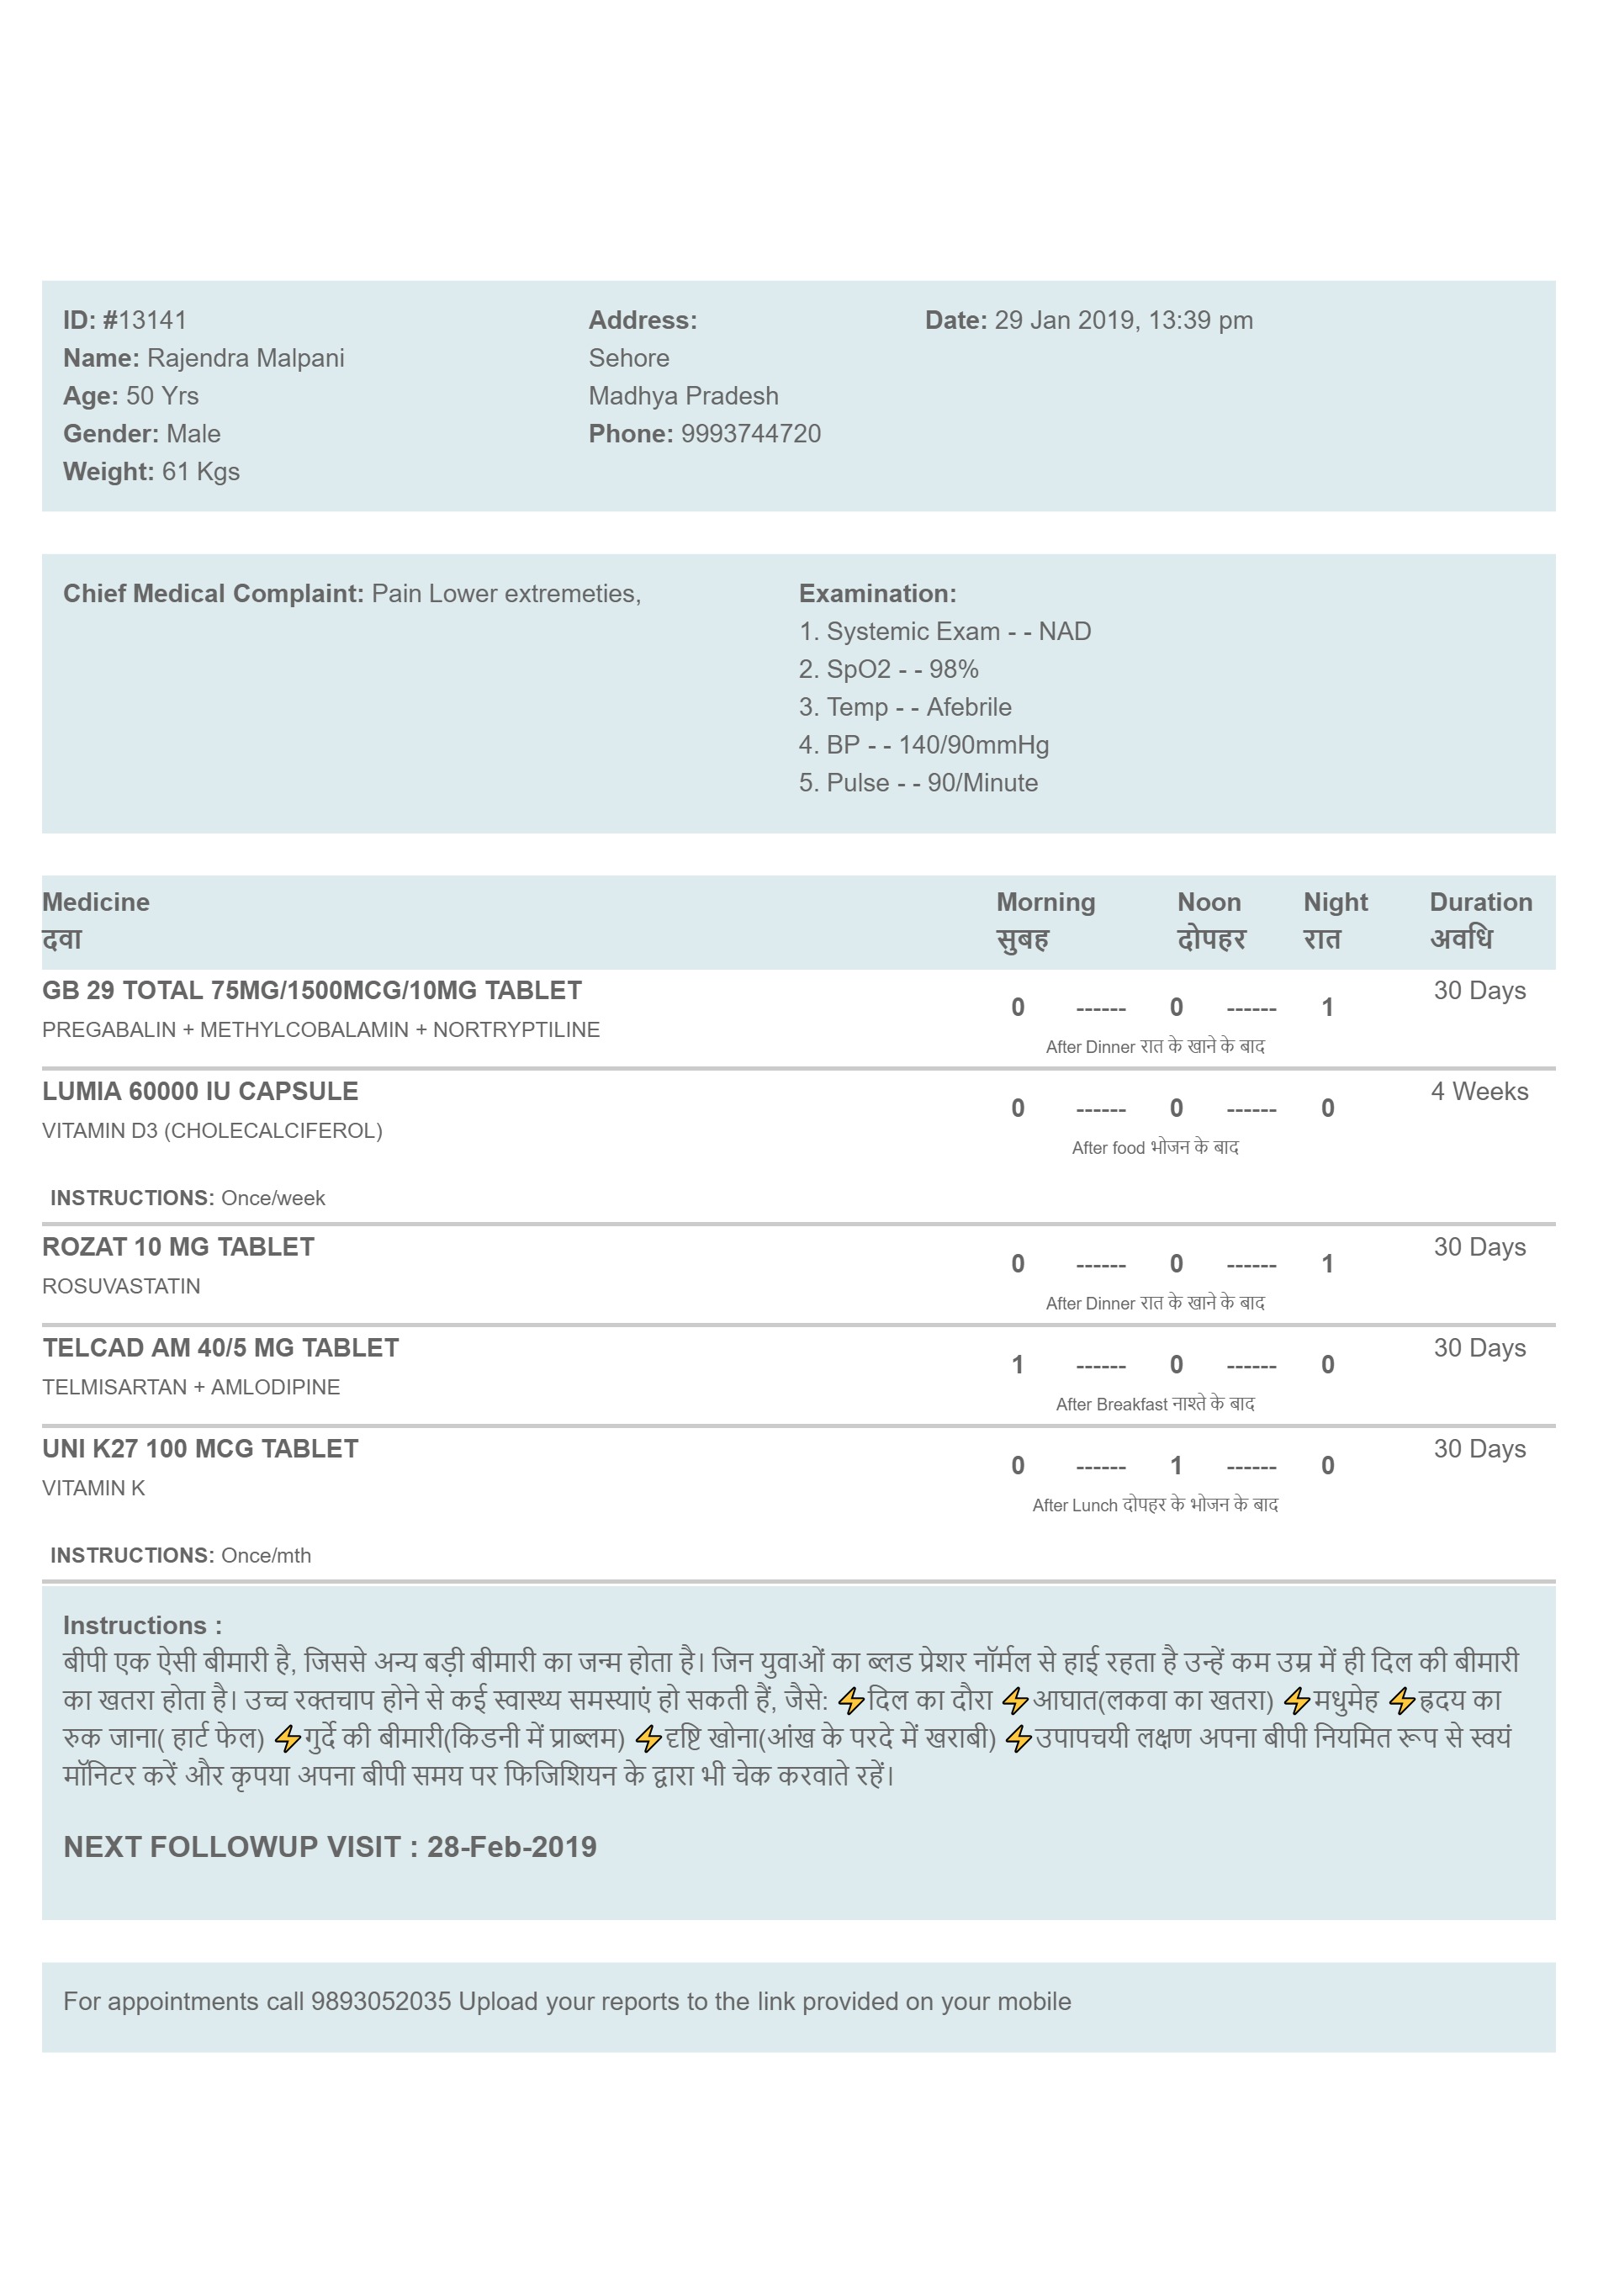 ID: #13141
Name: Rajendra Malpani
Age: 50 Yrs
Gender: Male
Weight: 61 Kgs
Address:
Sehore
Madhya Pradesh
Phone: 9993744720
Date: 29 Jan 2019, 13:39 pm
Chief Medical Complaint: Pain Lower extremeties,
Examination:
1. Systemic Exam - - NAD
2. SpO2 - - 98%
3. Temp - - Afebrile
4. BP - - 140/90mmHg
5. Pulse - - 90/Minute
Medicine Morning Noon Night Duration
दवा सुबह दोपहर रात अवधि
GB 29 TOTAL 75MG/1500MCG/10MG TABLET 0 ------ 0 ------ 1 30 Days
PREGABALIN + METHYLCOBALAMIN + NORTRYPTILINE After Dinner रात के खाने के बाद
LUMIA 60000 IU CAPSULE 0 ------ 0 ------ 0 4 Weeks
VITAMIN D3 (CHOLECALCIFEROL) After food भोजन के बाद
INSTRUCTIONS: Once/week
ROZAT 10 MG TABLET 0 ------ 0 ------ 1 30 Days
ROSUVASTATIN After Dinner रात के खाने के बाद
TELCAD AM 40/5 MG TABLET 1 ------ 0 ------ 0 30 Days
TELMISARTAN + AMLODIPINE After Breakfast नाश्ते के बाद
UNI K27 100 MCG TABLET 0 ------ 1 ------ 0 30 Days
VITAMIN K After Lunch दोपहर के भोजन के बाद
INSTRUCTIONS: Once/mth
Instructions :
बीपी एक ऐसी बीमारी है, जिससे अन्य बड़ी बीमारी का जन्म होता है। जिन युवाओं का ब्लड प्रेशर नॉर्मल से हाई रहता है उन्हें कम उम्र में ही दिल की बीमारी
का खतरा होता है। उच्च रक्तचाप होने से कई स्वास्थ्य समस्याएं हो सकती हैं, जैसे: ⚡दिल का दौरा ⚡आघात(लकवा का खतरा) ⚡मधुमेह ⚡ह्रदय का
रुक जाना( हार्ट फेल) ⚡गुर्दे की बीमारी(किडनी में प्राब्लम) ⚡दृष्टि खोना(आंख के परदे में खराबी) ⚡उपापचयी लक्षण अपना बीपी नियमित रूप से स्वयं
मॉनिटर करें और कृपया अपना बीपी समय पर फिजिशियन के द्वारा भी चेक करवाते रहें।
NEXT FOLLOWUP VISIT : 28-Feb-2019
For appointments call 9893052035 Upload your reports to the link provided on your mobile